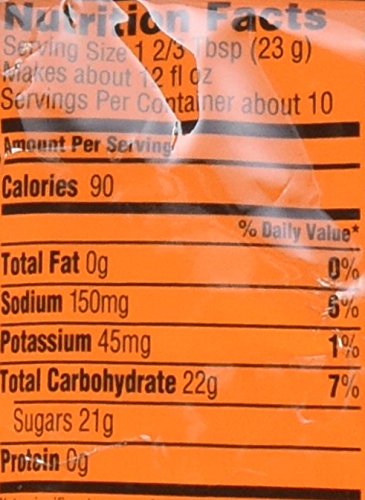 Nutrition Facts
Serving Size 1 2/3 Tbsp (23 g)
Makes about 12 fl oz
Servings Per Container about 10
Amount Per Serving
Calories 90
% Daily Value*
Total Fat 0g 0%
Sodium 150mg 6%
Potassium 45mg 1%
Total Carbohydrate 22g 7%
Sugars 21g
Protein 0g